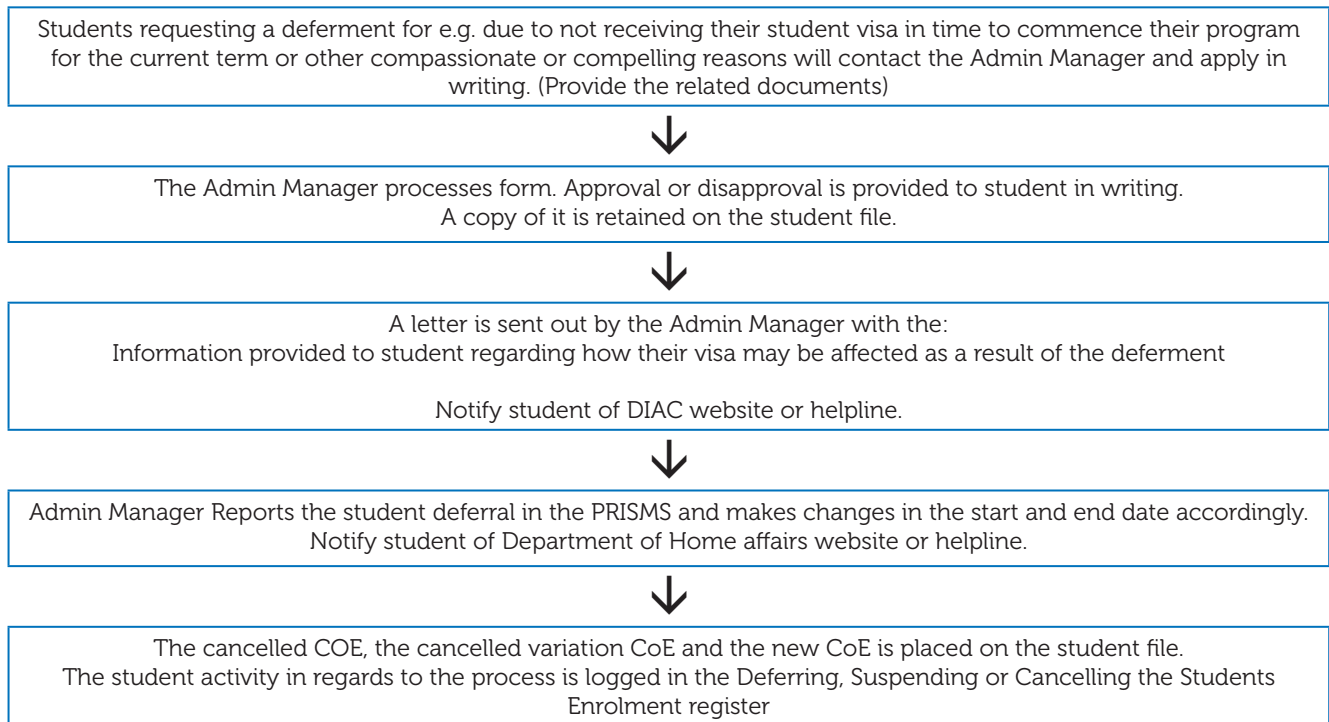 Students requesting a deferment for e.g. due to not receiving their student visa in time to commence their program
for the current term or other compassionate or compelling reasons will contact the Admin Manager and apply in
writing. (Provide the related documents)
The Admin Manager processes form. Approval or disapproval is provided to student in writing.
A copy of it is retained on the student file.
A letter is sent out by the Admin Manager with the:
Information provided to student regarding how their visa may be affected as a result of the deferment
Notify student of DIAC website or helpline.
Admin Manager Reports the student deferral in the PRISMS and makes changes in the start and end date accordingly.
Notify student of Department of Home affairs website or helpline.
The cancelled COE, the cancelled variation CoE and the new CoE is placed on the student file.
The student activity in regards to the process is logged in the Deferring, Suspending or Cancelling the Students
Enrolment register